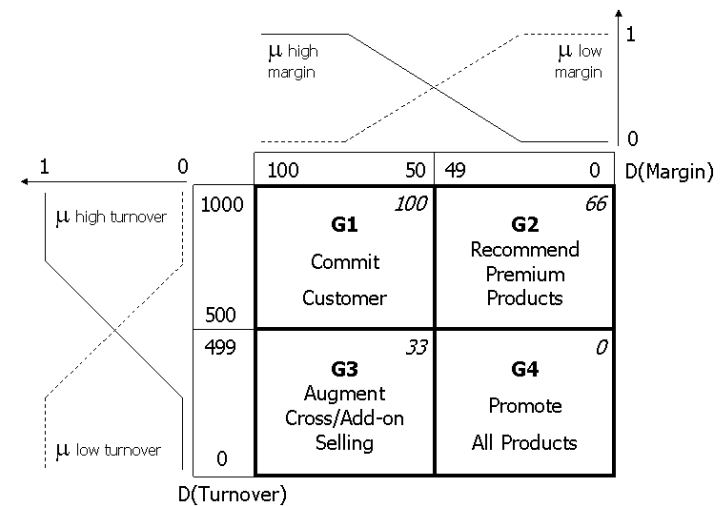 1
μ high
margin
μ low
margin
0
1 0
100 50 49 0 D(Margin)
μ high turnover
1000
500
499
0
100
G1
Commit
Customer
66
G2
Recommend
Premium
Products
33
G3
Augment
Cross/Add-on
Selling
0
G4
Promote
All Products
μ low turnover
D(Turnover)